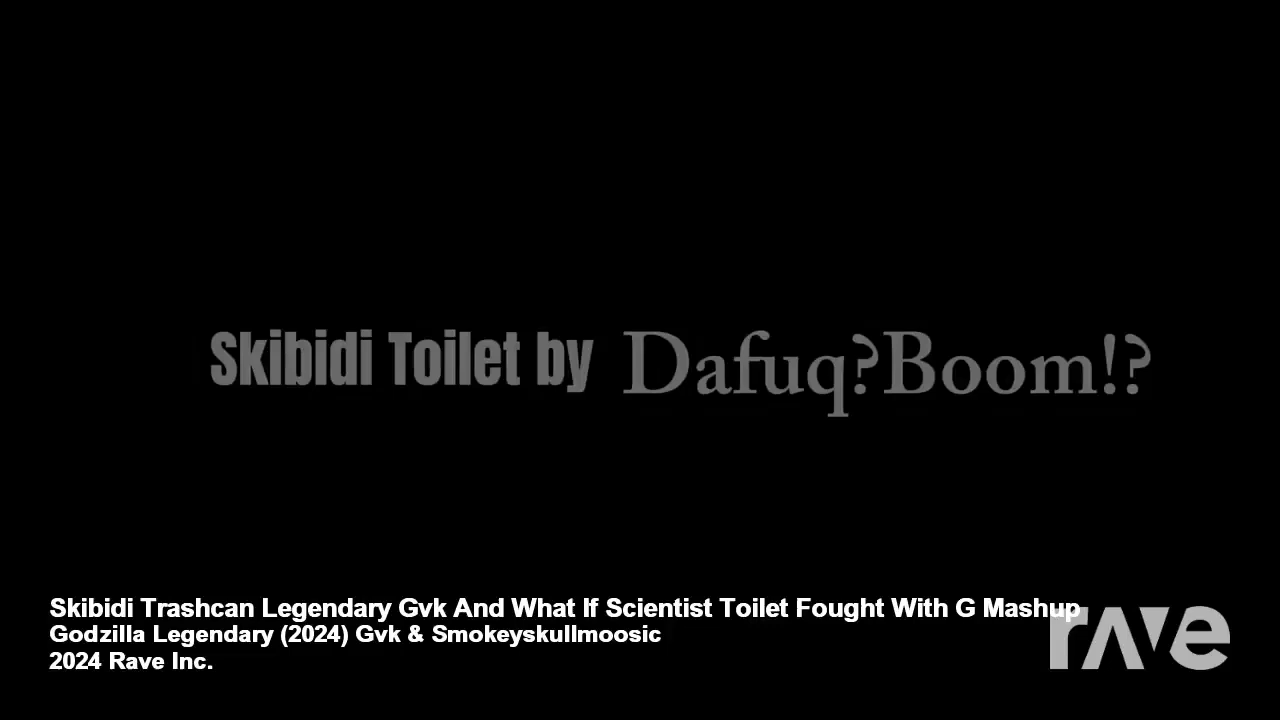 Skibidi Toilet by Dafuq?Boom!?
Skibidi Trashcan Legendary Gvk And What If Scientist Toilet Fought With G Mashup
Godzilla Legendary (2024) Gvk & Smokeyskullmoosic
2024 Rave Inc.
rave